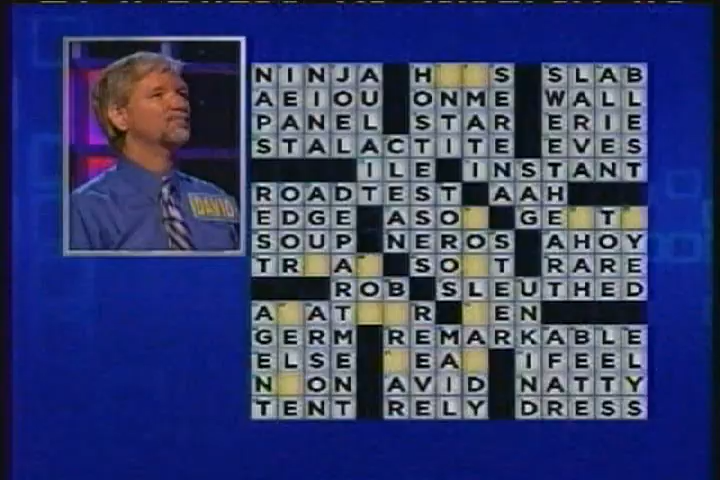 NINJA H S SLAB
AEIOU ONME WALL
PANEL STAR ERIE
STALACTITE EVES
ILE INSTANT
ROADTEST AAH
DAVID
EDGE ASO GE T
SOUP NEROS AHOY
TR A SO T RARE
ROB SLEUTHED
A AT R EN
GERM REMARKABLE
ELSE EA IFEEL
N ON AVID NATTY
TENT RELY DRESS